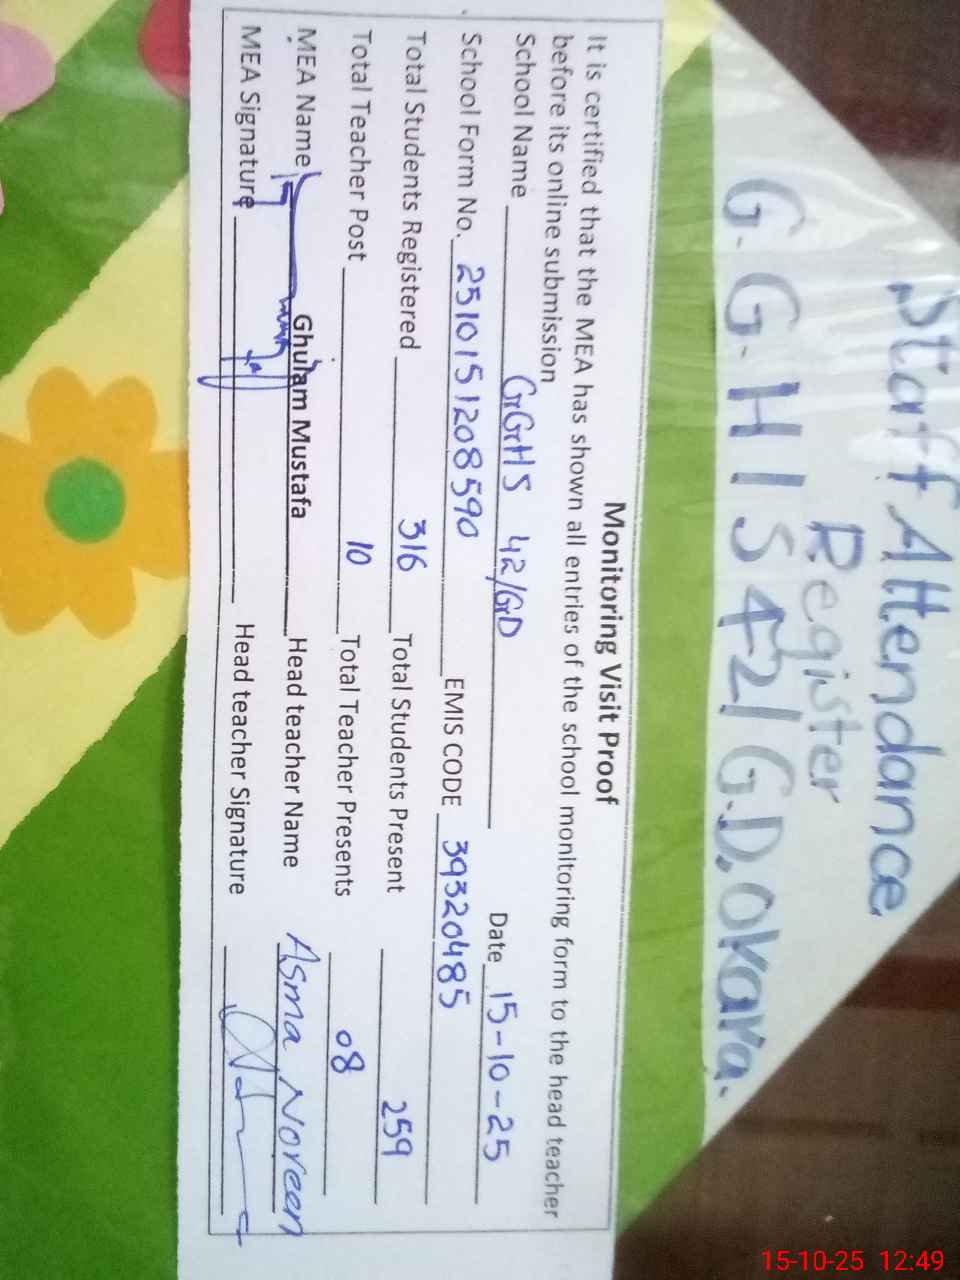 Staff Attendance
Register
G.G.H S 42/G.D, Okara.
Monitoring Visit Proof
It is certified that the MEA has shown all entries of the school monitoring form to the head teacher
before its online submission
School Name GGHS 42/GD Date 15-10-25
School Form No. 2510151208590 EMIS CODE 39320485
Total Students Registered 316 Total Students Present 259
Total Teacher Post 10 Total Teacher Presents 08
MEA Name Ghulam Mustafa Head teacher Name Asma Noreen
MEA Signature Head teacher Signature
15-10-25 12:49